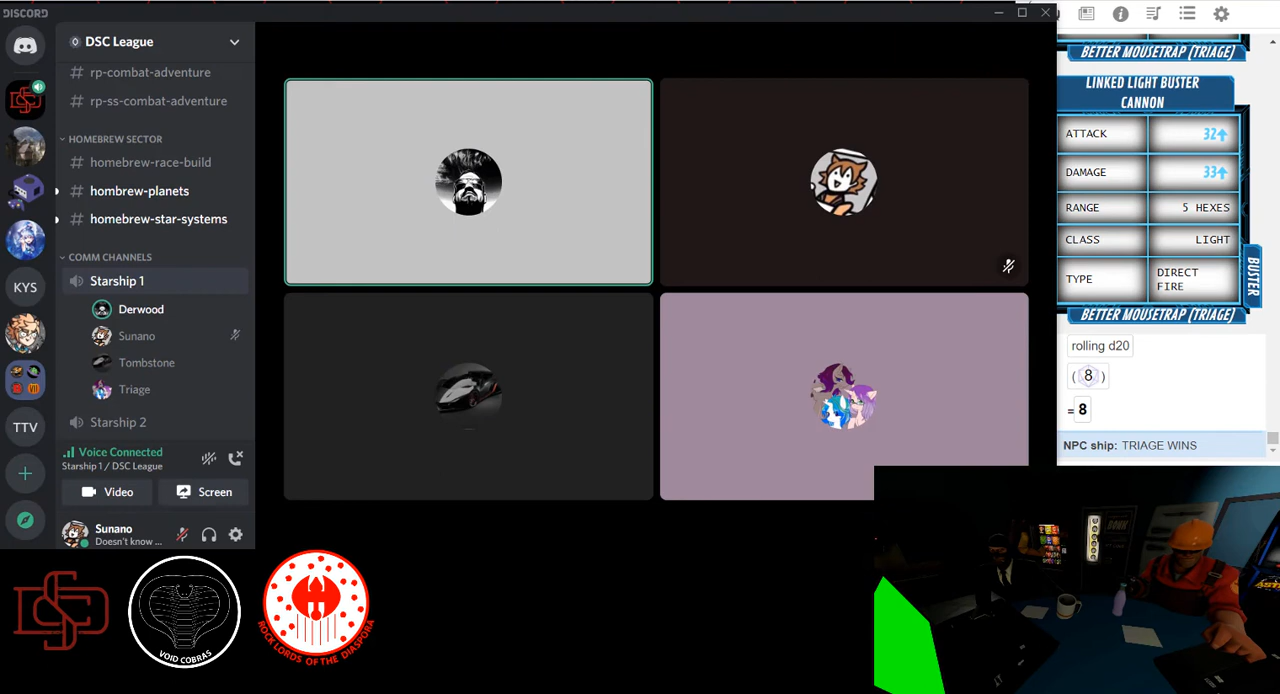 DISCORD
DSC League
# rp-combat-adventure
# rp-ss-combat-adventure
HOMEBREW SECTOR
# homebrew-race-build
# hombrew-planets
# homebrew-star-systems
COMM CHANNELS
Starship 1
Derwood
Sunano
Tombstone
Triage
Starship 2
KYS
TTV
Voice Connected
Starship 1 / DSC League
Video
Screen
Sunano
Doesn't know ...
VOID COBRAS
ROCK LORDS OF THE DIASPORA
BETTER MOUSETRAP (TRIAGE)
LINKED LIGHT BUSTER
CANNON
ATTACK 32
DAMAGE 33
RANGE 5 HEXES
CLASS LIGHT
TYPE DIRECT
FIRE
BUSTER
BETTER MOUSETRAP (TRIAGE)
rolling d20
(8)
=8
NPC ship: TRIAGE WINS